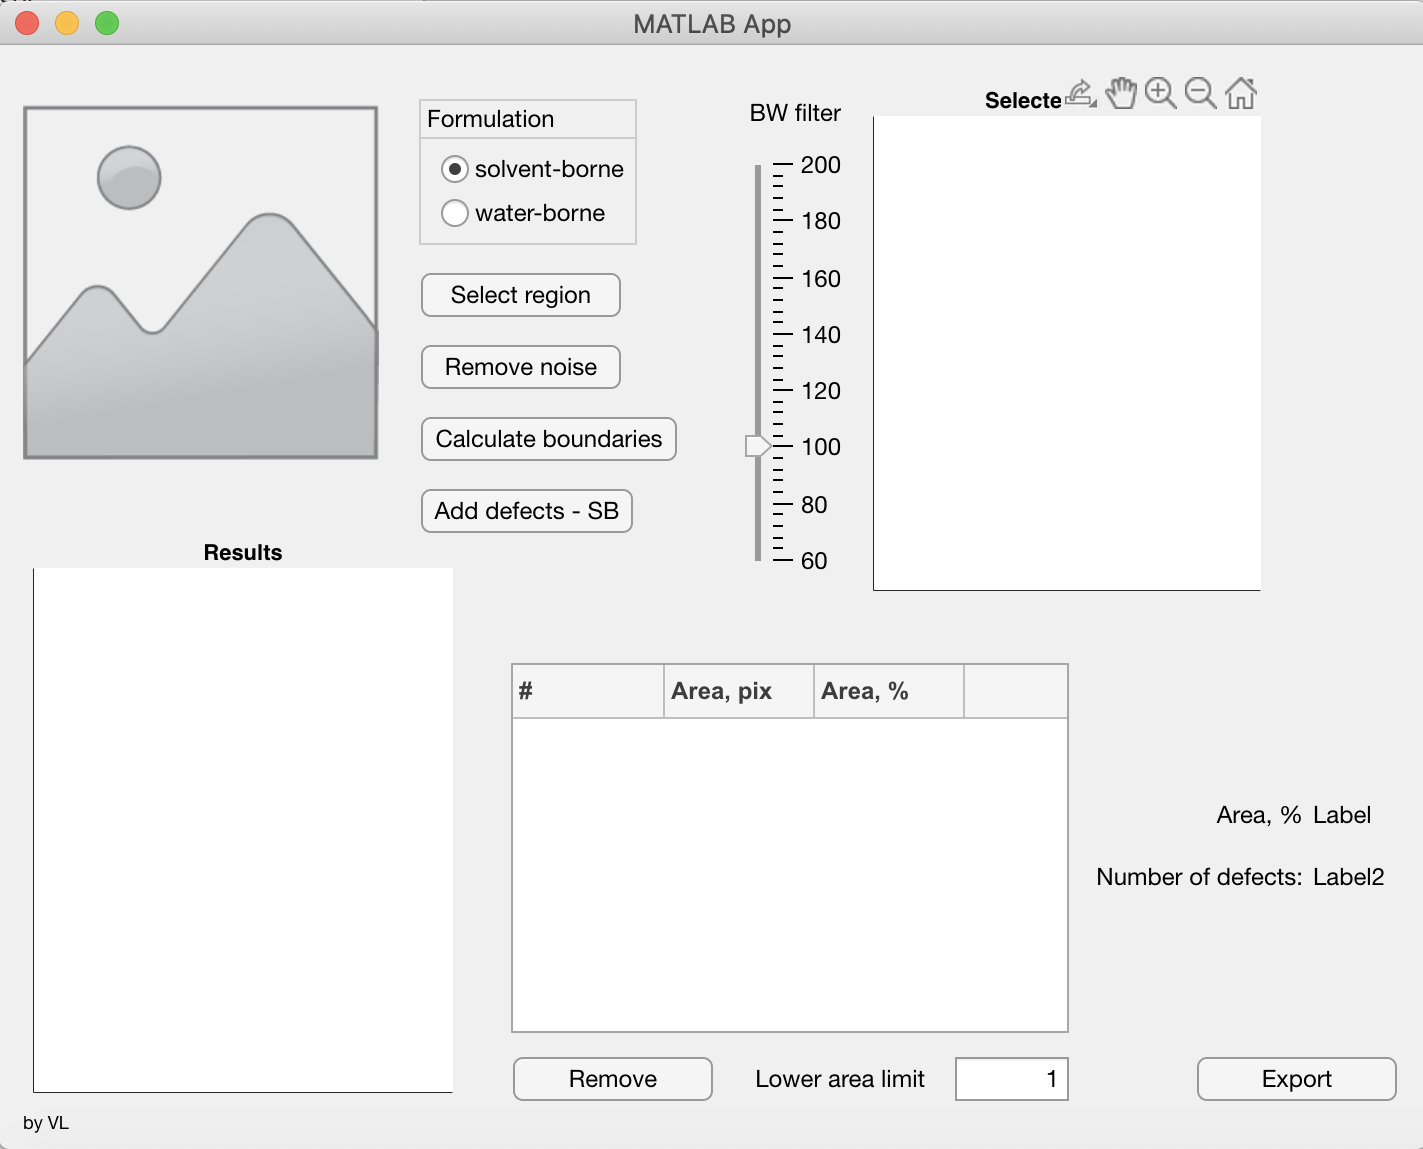 MATLAB App
Formulation
solvent-borne
water-borne
Select region
Remove noise
Calculate boundaries
Add defects - SB
BW filter
200
180
160
140
120
100
80
60
Selecte
Results
# Area, pix Area, %
Area, % Label
Number of defects: Label2
Remove
Lower area limit 1
Export
by VL